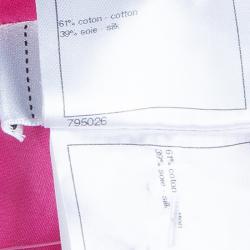 61% coton - cotton
39% soie - silk
795026
61% coton
39% soie - silk